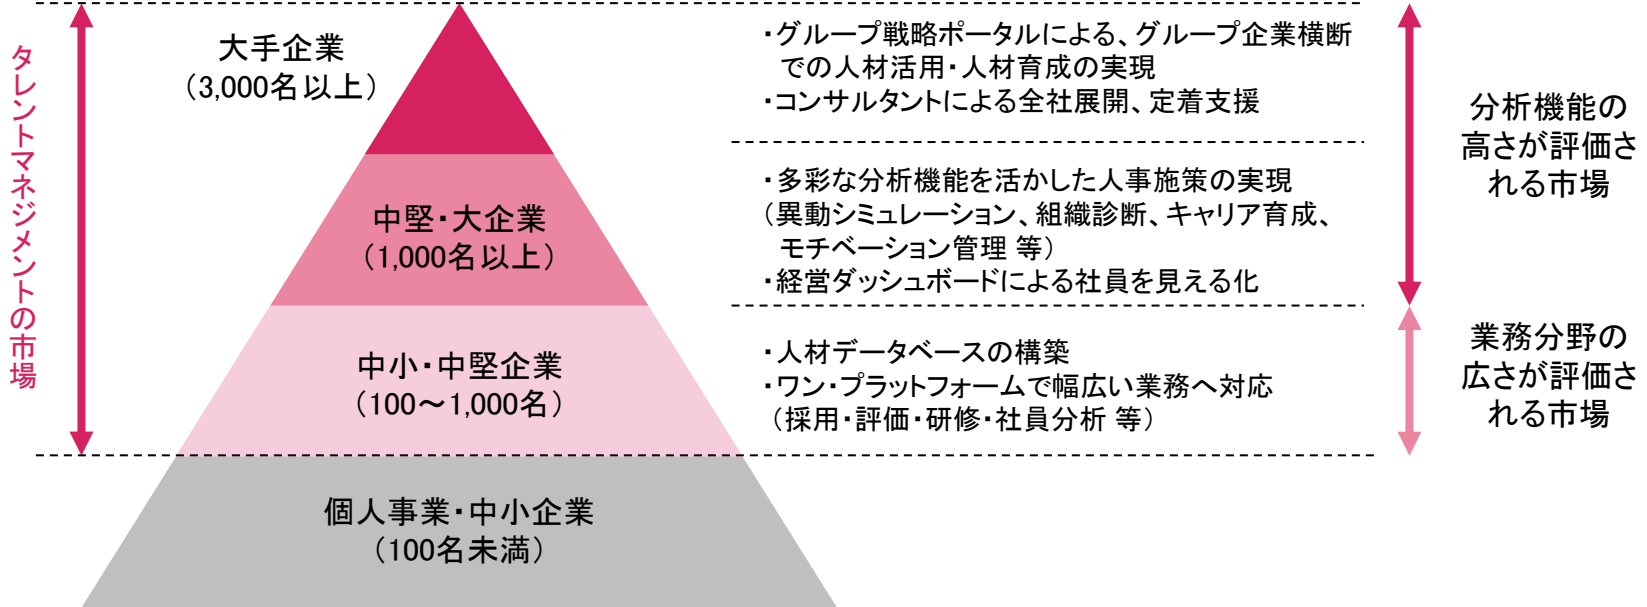 タレントマネジメントの市場
大手企業
（3,000名以上）
中堅・大企業
（1,000名以上）
中小・中堅企業
（100～1,000名）
個人事業・中小企業
（100名未満）
・グループ戦略ポータルによる、グループ企業横断
での人材活用・人材育成の実現
・コンサルタントによる全社展開、定着支援
・多彩な分析機能を活かした人事施策の実現
（異動シミュレーション、組織診断、キャリア育成、
モチベーション管理 等）
・経営ダッシュボードによる社員を見える化
・人材データベースの構築
・ワン・プラットフォームで幅広い業務へ対応
（採用・評価・研修・社員分析 等）
分析機能の
高さが評価さ
れる市場
業務分野の
広さが評価さ
れる市場